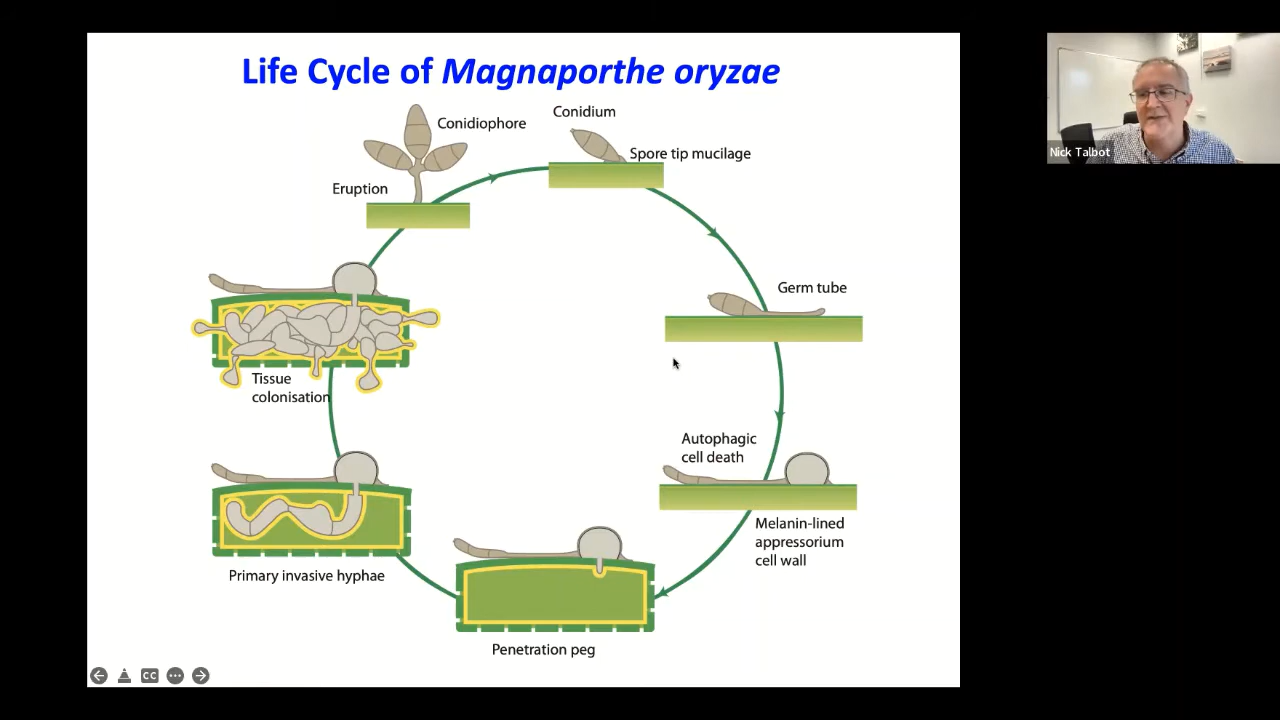 Life Cycle of Magnaporthe oryzae
Conidiophore
Conidium
Spore tip mucilage
Eruption
Germ tube
Tissue
colonisation
Autophagic
cell death
Melanin-lined
appressorium
cell wall
Primary invasive hyphae
Penetration peg
CC
Nick Talbot